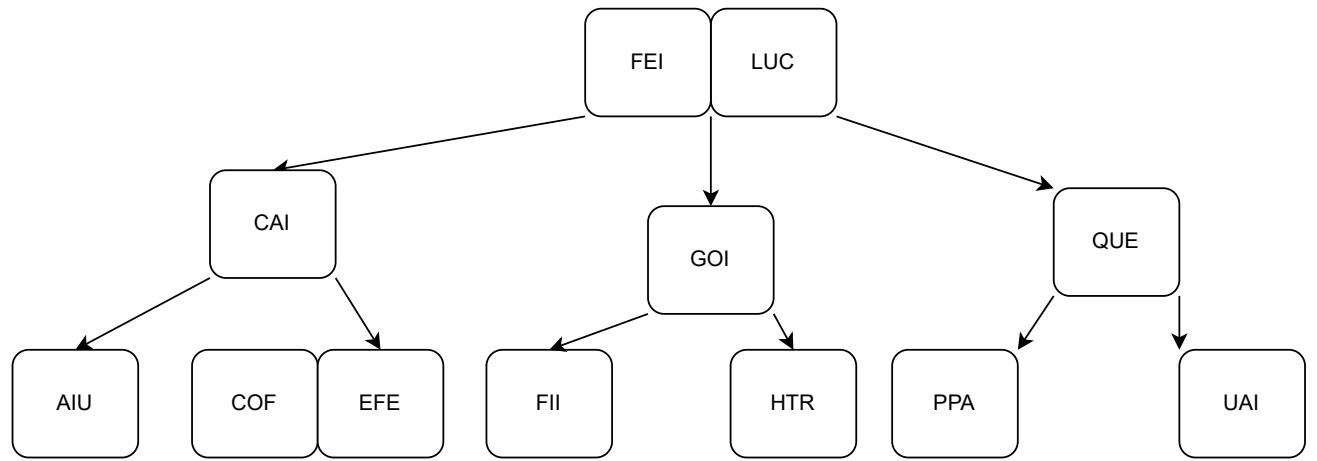 FEI LUC
CAI
GOI
QUE
AIU COF EFE FII HTR PPA UAI